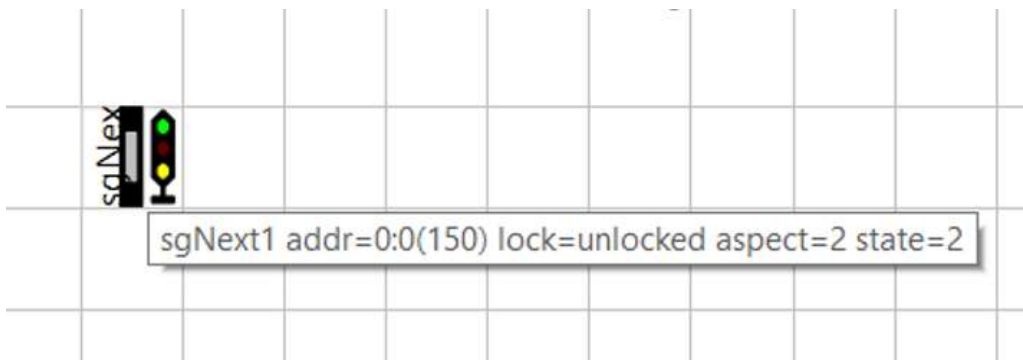 sgNex
sgNext1 addr=0:0(150) lock=unlocked aspect=2 state=2